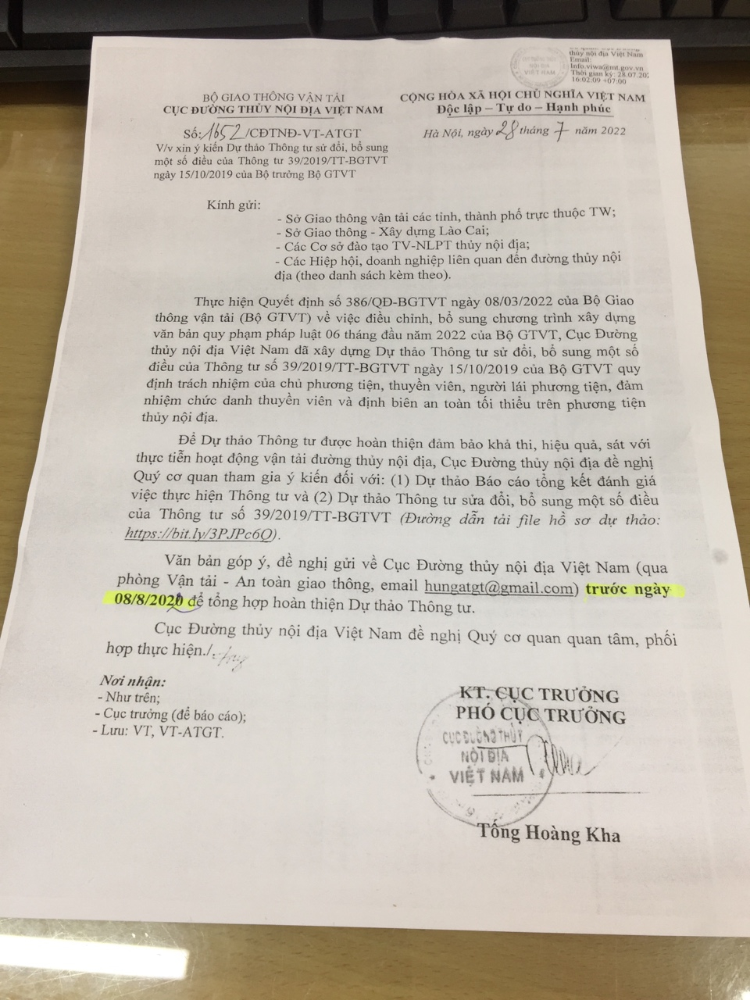 thủy nội địa Việt Nam
Email:
Info.viwa@mt.gov.vn
Thời gian ký: 28.07.202
16:02:09 +07:00
NỘI ĐỊA
VIỆT NAM
BỘ GIAO THÔNG VẬN TẢI
CỤC ĐƯỜNG THỦY NỘI ĐỊA VIỆT NAM
CỘNG HÒA XÃ HỘI CHỦ NGHĨA VIỆT NAM
Độc lập – Tự do – Hạnh phúc
Số: 1652/CĐTNĐ-VT-ATGT
Hà Nội, ngày 28 tháng 7 năm 2022
V/v xin ý kiến Dự thảo Thông tư sử đổi, bổ sung
một số điều của Thông tư 39/2019/TT-BGTVT
ngày 15/10/2019 của Bộ trưởng Bộ GTVT
Kính gửi:
- Sở Giao thông vận tải các tỉnh, thành phố trực thuộc TW;
- Sở Giao thông - Xây dựng Lào Cai;
- Các Cơ sở đào tạo TV-NLPT thủy nội địa;
- Các Hiệp hội, doanh nghiệp liên quan đến đường thủy nội
địa (theo danh sách kèm theo).
Thực hiện Quyết định số 386/QĐ-BGTVT ngày 08/03/2022 của Bộ Giao
thông vận tải (Bộ GTVT) về việc điều chỉnh, bổ sung chương trình xây dựng
văn bản quy phạm pháp luật 06 tháng đầu năm 2022 của Bộ GTVT, Cục Đường
thủy nội địa Việt Nam đã xây dựng Dự thảo Thông tư sử đổi, bổ sung một số
điều của Thông tư số 39/2019/TT-BGTVT ngày 15/10/2019 của Bộ GTVT quy
định trách nhiệm của chủ phương tiện, thuyền viên, người lái phương tiện, đảm
nhiệm chức danh thuyền viên và định biên an toàn tối thiểu trên phương tiện
thủy nội địa.
Để Dự thảo Thông tư được hoàn thiện đảm bảo khả thi, hiệu quả, sát với
thực tiễn hoạt động vận tải đường thủy nội địa, Cục Đường thủy nội địa đề nghị
Quý cơ quan tham gia ý kiến đối với: (1) Dự thảo Báo cáo tổng kết đánh giá
việc thực hiện Thông tư và (2) Dự thảo Thông tư sửa đổi, bổ sung một số điều
của Thông tư số 39/2019/TT-BGTVT (Đường dẫn tải file hồ sơ dự thảo:
https://bit.ly/3PJPc6Q).
Văn bản góp ý, đề nghị gửi về Cục Đường thủy nội địa Việt Nam (qua
phòng Vận tải - An toàn giao thông, email hungatgt@gmail.com) trước ngày
08/8/2020 để tổng hợp hoàn thiện Dự thảo Thông tư.
Cục Đường thủy nội địa Việt Nam đề nghị Quý cơ quan quan tâm, phối
hợp thực hiện./.
Nơi nhận:
- Như trên;
- Cục trưởng (để báo cáo);
- Lưu: VT, VT-ATGT.
KT. CỤC TRƯỞNG
PHÓ CỤC TRƯỞNG
CỤC ĐƯỜNG THỦY
NỘI ĐỊA
VIỆT NAM
Tống Hoàng Kha